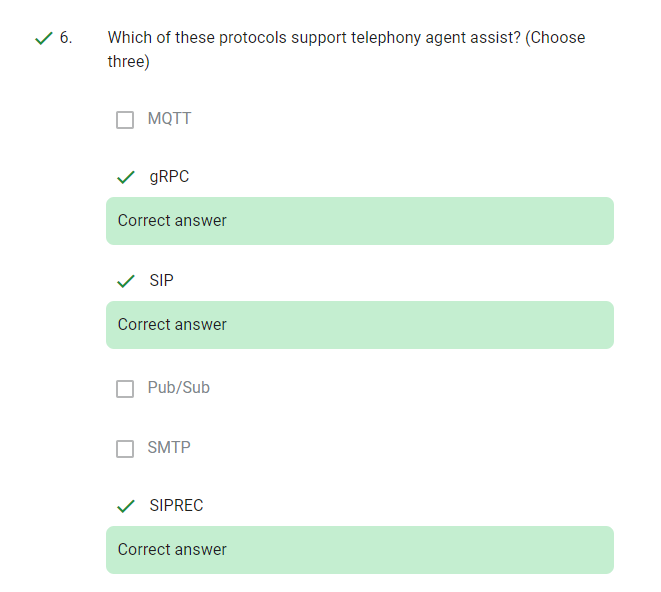 6. Which of these protocols support telephony agent assist? (Choose
three)
MQTT
gRPC
Correct answer
SIP
Correct answer
Pub/Sub
SMTP
SIPREC
Correct answer